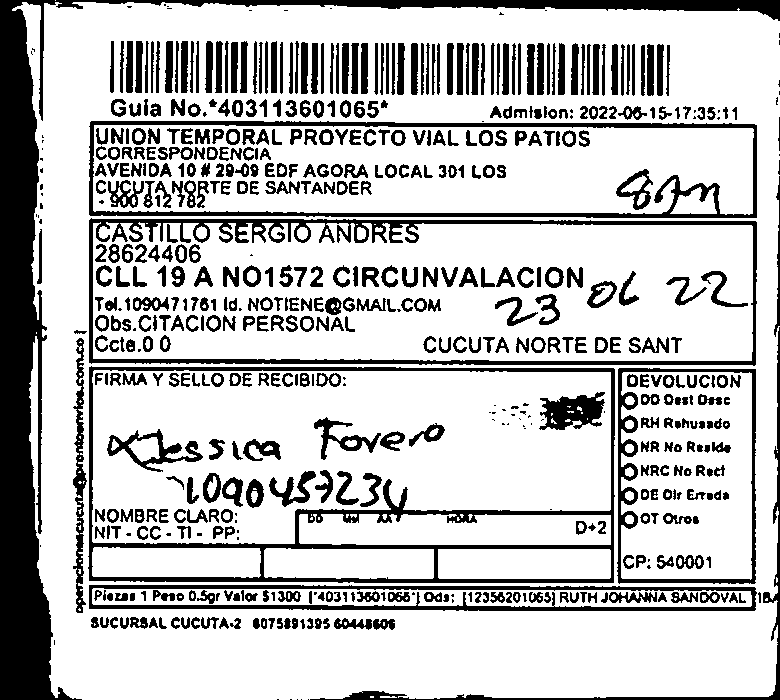 Guia No.*403113601065*
Admision: 2022-06-15-17:35:11
UNION TEMPORAL PROYECTO VIAL LOS PATIOS
CORRESPONDENCIA
AVENIDA 10 # 29-09 EDF AGORA LOCAL 301 LOS
CUCUTA NORTE DE SANTANDER
- 900 812 782
CASTILLO SERGIO ANDRES
28624406
CLL 19 A NO1572 CIRCUNVALACION
Tel.1090471761 Id. NOTIENE@GMAIL.COM
23 06 22
Obs.CITACION PERSONAL
Ccte.0 0
CUCUTA NORTE DE SANT
operacionescucuta@prontoenvios.com.co
FIRMA Y SELLO DE RECIBIDO:
Jessica Forero
1090457234
NOMBRE CLARO:
NIT - CC - TI - PP:
DD MM AA HORA
D+2
DEVOLUCION
DD Dest Desc
RH Rehusado
NR No Reside
NRC No Recl
DE Dir Errada
OT Otros
CP: 540001
Piezas 1 Peso 0.5gr Valor $1300 [*403113601065*] Ods: [12356201065] RUTH JOHANNA SANDOVAL
SUCURSAL CUCUTA-2 6075891395 60448606